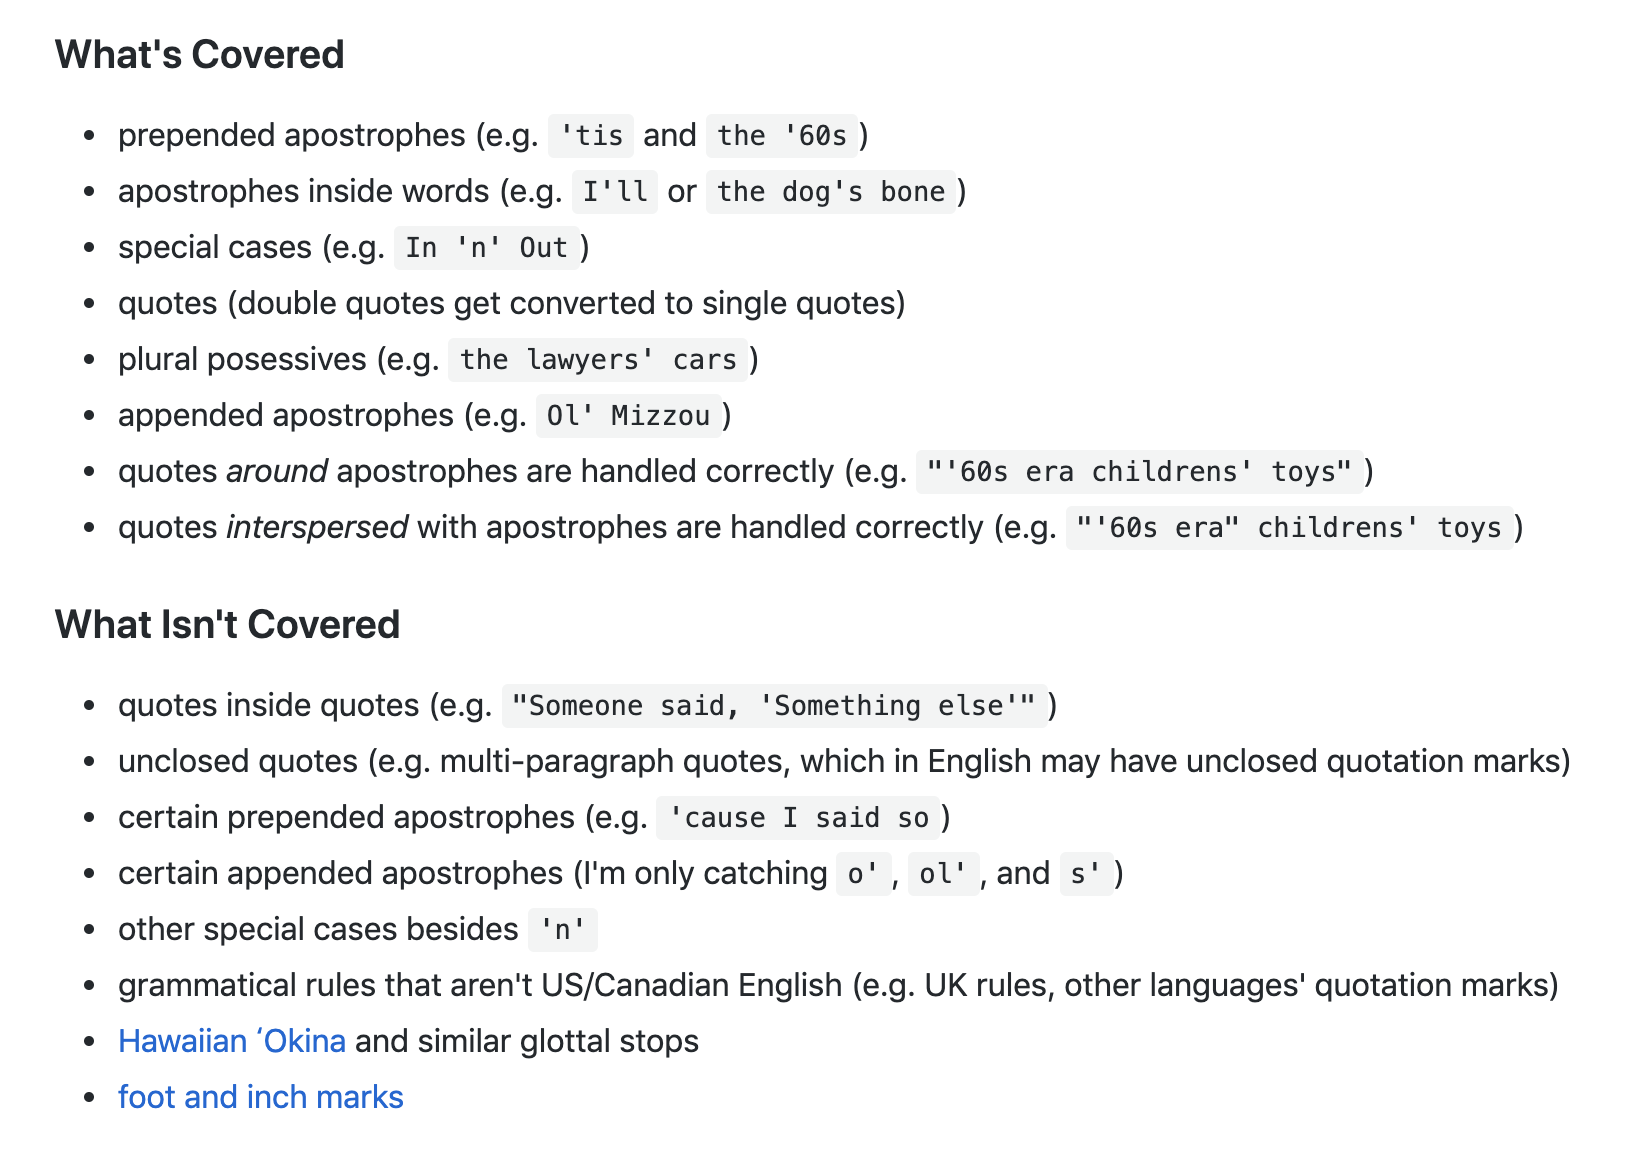 What's Covered
• prepended apostrophes (e.g. 'tis and the '60s)
• apostrophes inside words (e.g. I'll or the dog's bone)
• special cases (e.g. In 'n' Out)
• quotes (double quotes get converted to single quotes)
• plural posessives (e.g. the lawyers' cars)
• appended apostrophes (e.g. Ol' Mizzou)
• quotes around apostrophes are handled correctly (e.g. "'60s era childrens' toys")
• quotes interspersed with apostrophes are handled correctly (e.g. "'60s era" childrens' toys)
What Isn't Covered
• quotes inside quotes (e.g. "Someone said, 'Something else'")
• unclosed quotes (e.g. multi-paragraph quotes, which in English may have unclosed quotation marks)
• certain prepended apostrophes (e.g. 'cause I said so)
• certain appended apostrophes (I'm only catching o', ol', and s')
• other special cases besides 'n'
• grammatical rules that aren't US/Canadian English (e.g. UK rules, other languages' quotation marks)
• Hawaiian ʻOkina and similar glottal stops
• foot and inch marks